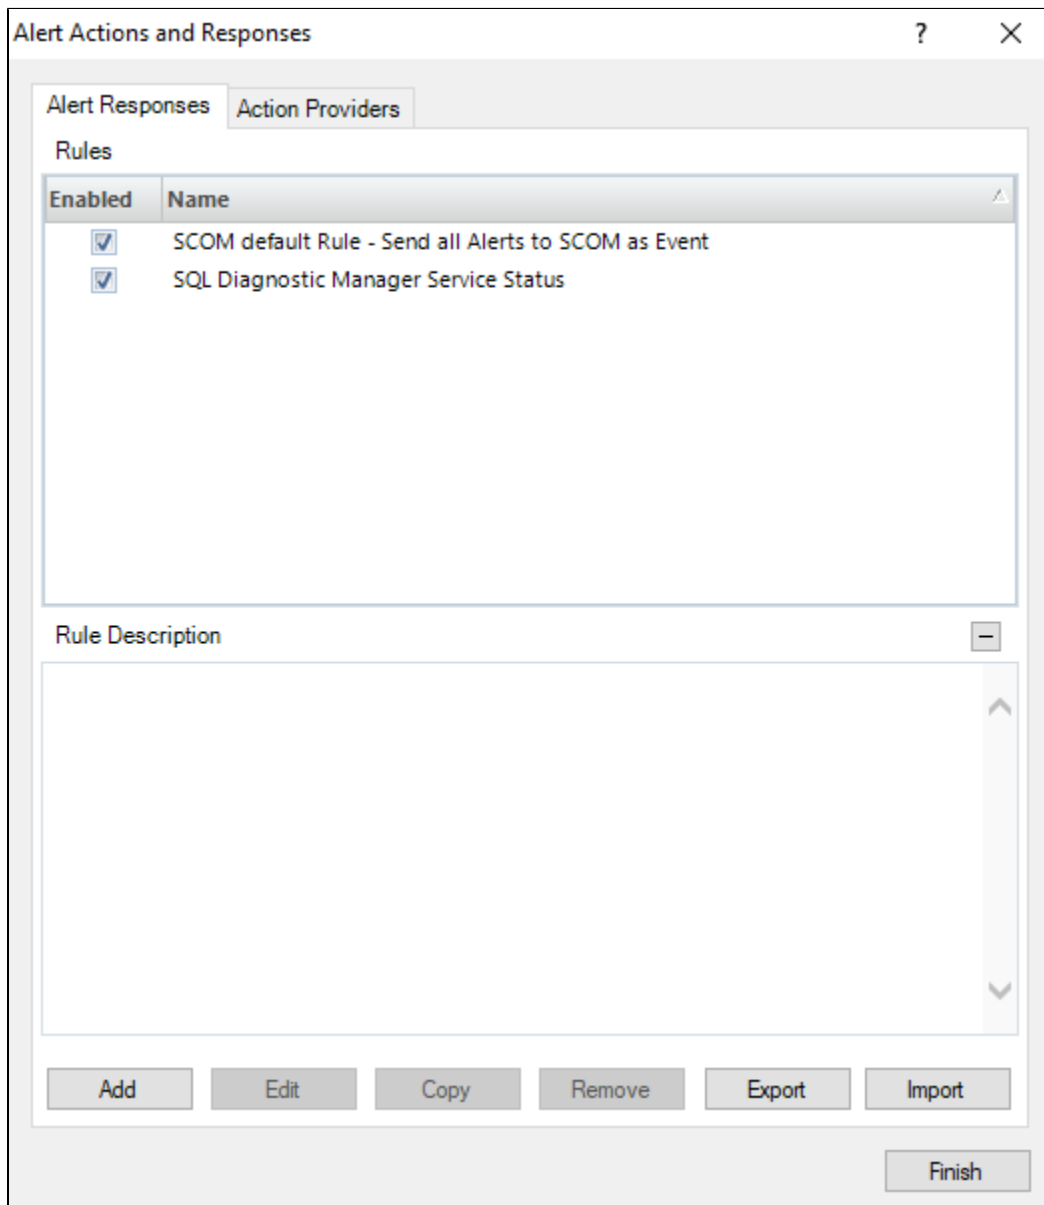 Alert Actions and Responses ?
Alert Responses Action Providers
Rules
Enabled Name
SCOM default Rule - Send all Alerts to SCOM as Event
SQL Diagnostic Manager Service Status
Rule Description
Add Edit Copy Remove Export Import
Finish